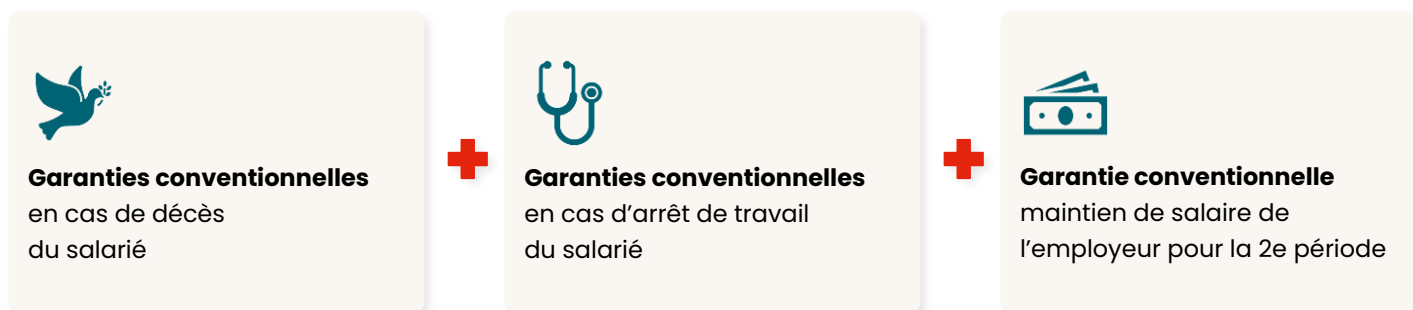 Garanties conventionnelles
en cas de décès
du salarié
Garanties conventionnelles
en cas d’arrêt de travail
du salarié
Garantie conventionnelle
maintien de salaire de
l’employeur pour la 2e période